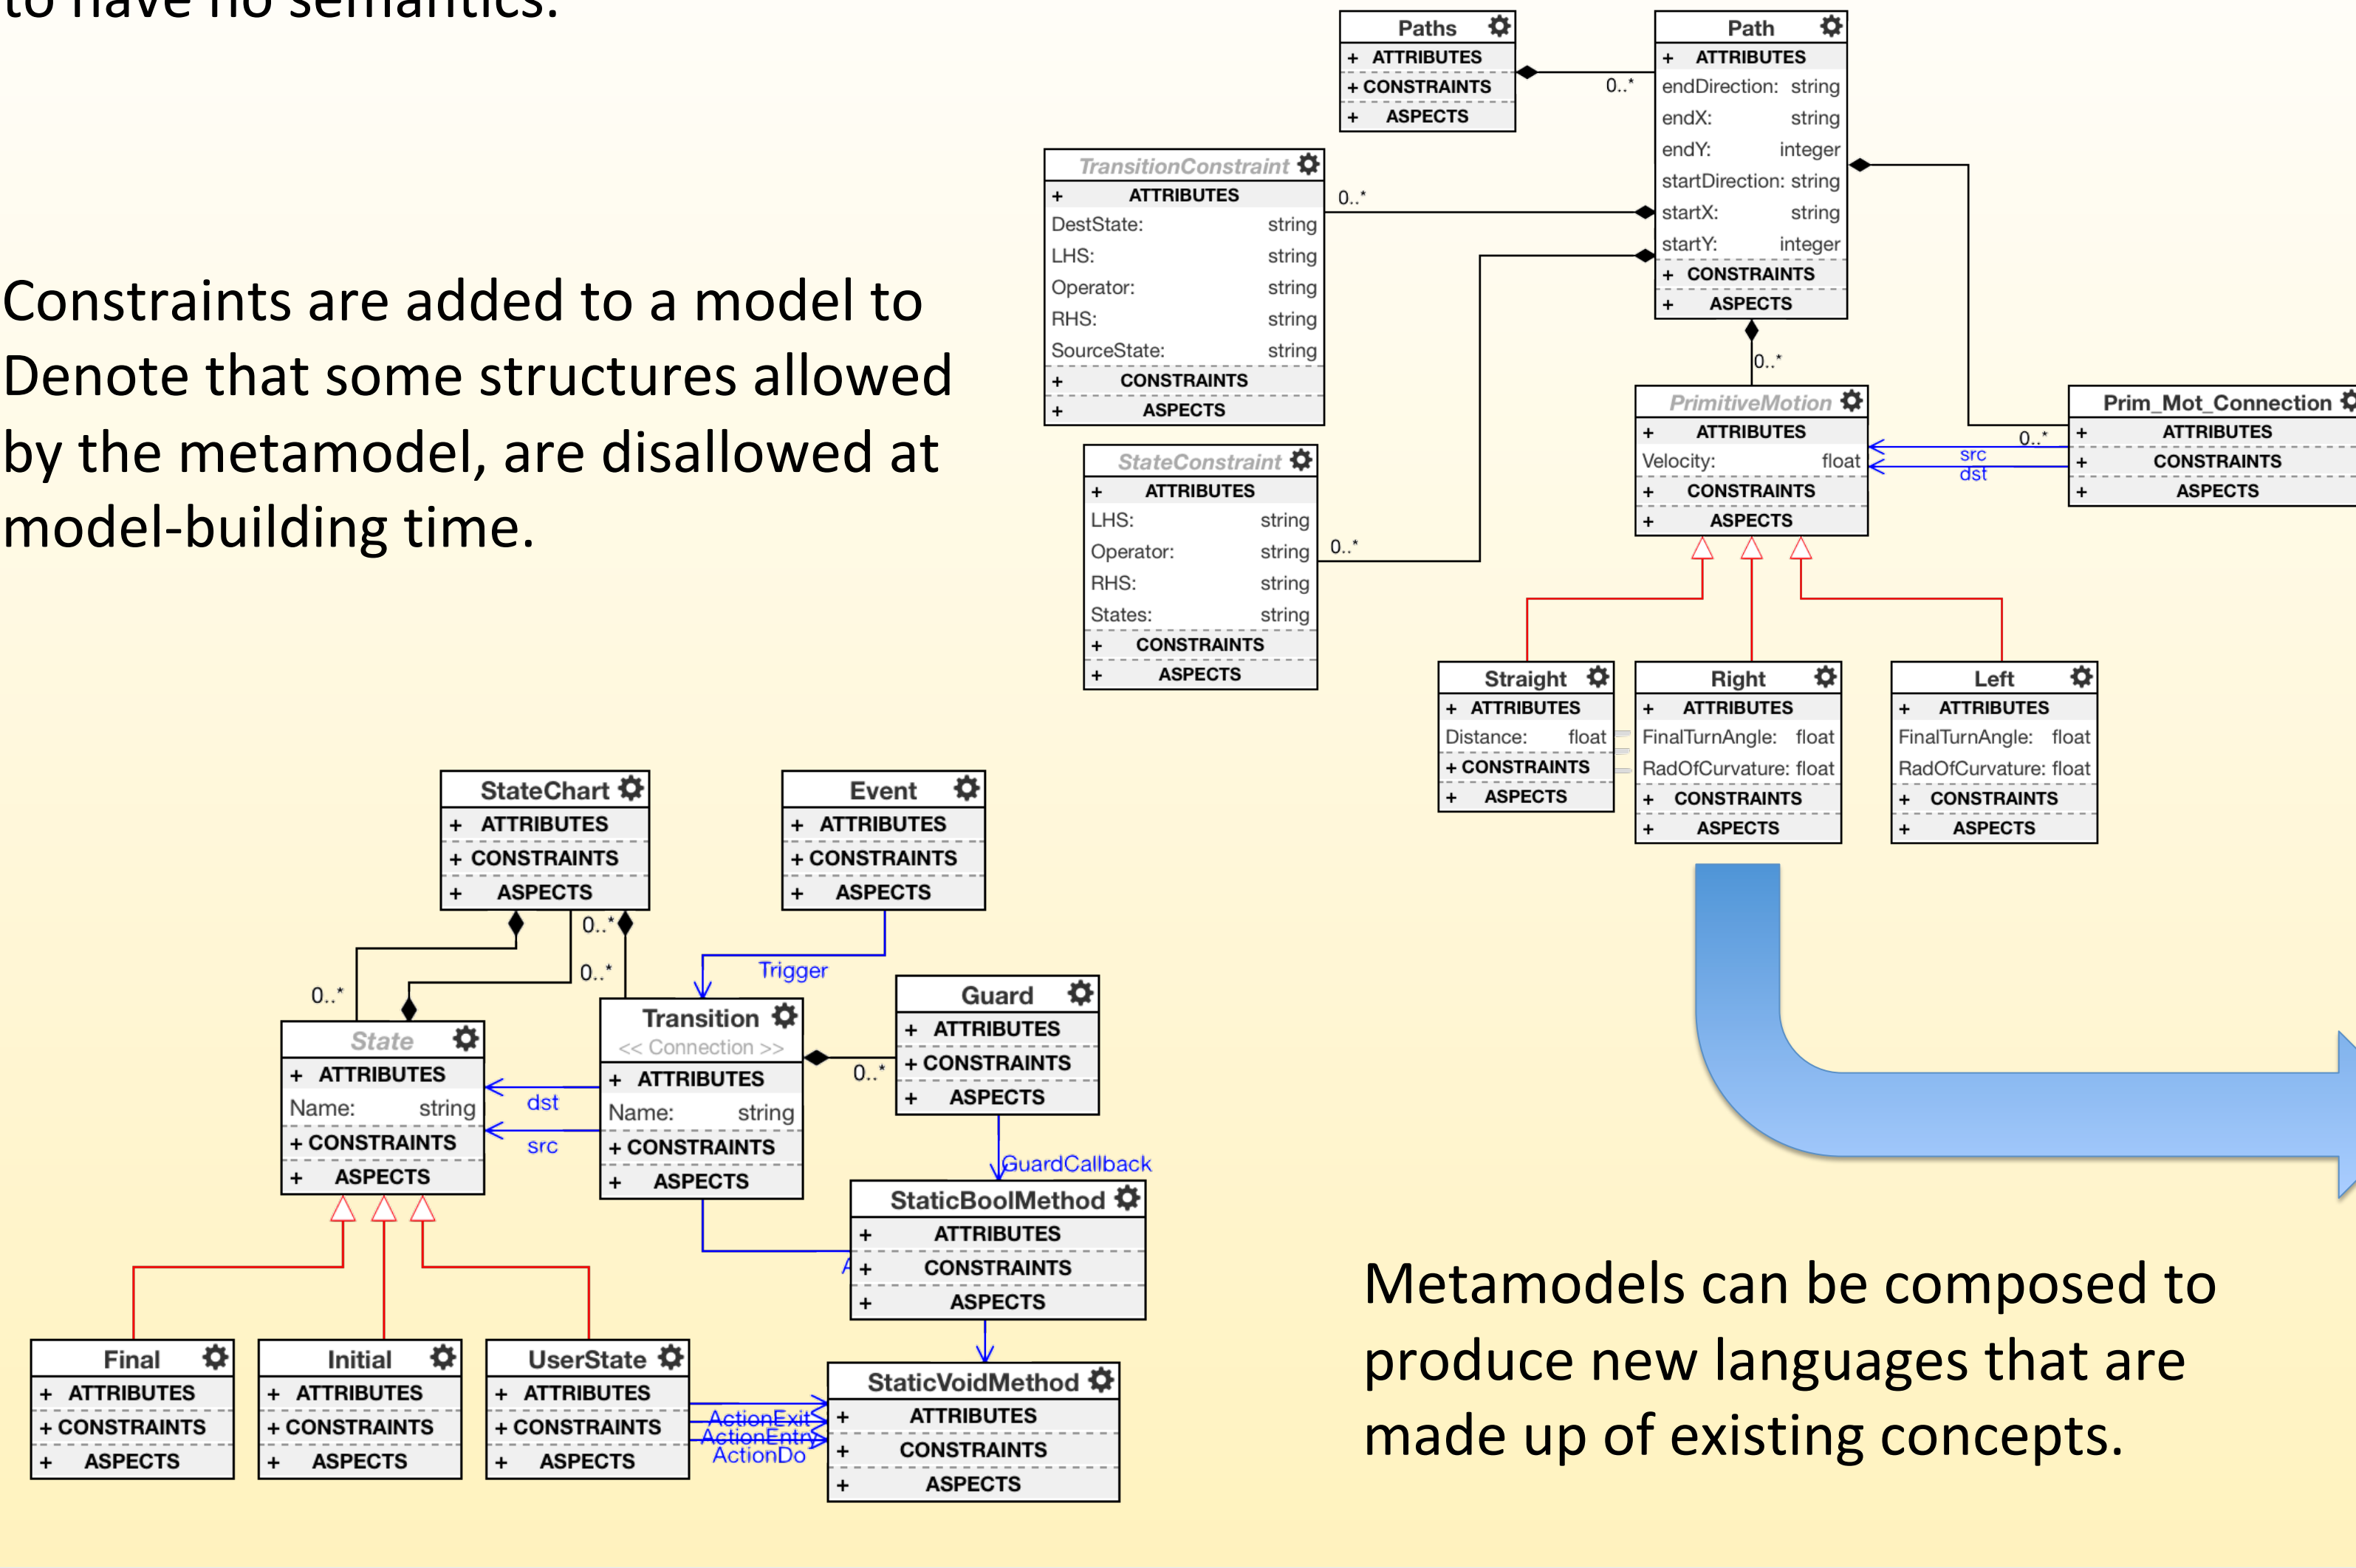 to have no semantics.
Constraints are added to a model to
Denote that some structures allowed
by the metamodel, are disallowed at
model-building time.
Paths
+ ATTRIBUTES
+ CONSTRAINTS
+ ASPECTS
0..*
Path
+ ATTRIBUTES
endDirection: string
endX: string
endY: integer
startDirection: string
startX: string
startY: integer
+ CONSTRAINTS
+ ASPECTS
TransitionConstraint
+ ATTRIBUTES
DestState: string
LHS: string
Operator: string
RHS: string
SourceState: string
+ CONSTRAINTS
+ ASPECTS
0..*
StateConstraint
+ ATTRIBUTES
LHS: string
Operator: string
RHS: string
States: string
+ CONSTRAINTS
+ ASPECTS
0..*
0..*
PrimitiveMotion
+ ATTRIBUTES
Velocity: float
+ CONSTRAINTS
+ ASPECTS
0..*
src
dst
Prim_Mot_Connection
+ ATTRIBUTES
+ CONSTRAINTS
+ ASPECTS
Straight
+ ATTRIBUTES
Distance: float
+ CONSTRAINTS
+ ASPECTS
Right
+ ATTRIBUTES
FinalTurnAngle: float
RadOfCurvature: float
+ CONSTRAINTS
+ ASPECTS
Left
+ ATTRIBUTES
FinalTurnAngle: float
RadOfCurvature: float
+ CONSTRAINTS
+ ASPECTS
StateChart
+ ATTRIBUTES
+ CONSTRAINTS
+ ASPECTS
Event
+ ATTRIBUTES
+ CONSTRAINTS
+ ASPECTS
0..*
0..*
0..*
Trigger
State
+ ATTRIBUTES
Name: string
+ CONSTRAINTS
+ ASPECTS
dst
src
Transition
<< Connection >>
+ ATTRIBUTES
Name: string
+ CONSTRAINTS
+ ASPECTS
0..*
Guard
+ ATTRIBUTES
+ CONSTRAINTS
+ ASPECTS
GuardCallback
StaticBoolMethod
+ ATTRIBUTES
+ CONSTRAINTS
+ ASPECTS
Final
+ ATTRIBUTES
+ CONSTRAINTS
+ ASPECTS
Initial
+ ATTRIBUTES
+ CONSTRAINTS
+ ASPECTS
UserState
+ ATTRIBUTES
+ CONSTRAINTS
+ ASPECTS
ActionExit
ActionEntry
ActionDo
StaticVoidMethod
+ ATTRIBUTES
+ CONSTRAINTS
+ ASPECTS
Metamodels can be composed to
produce new languages that are
made up of existing concepts.